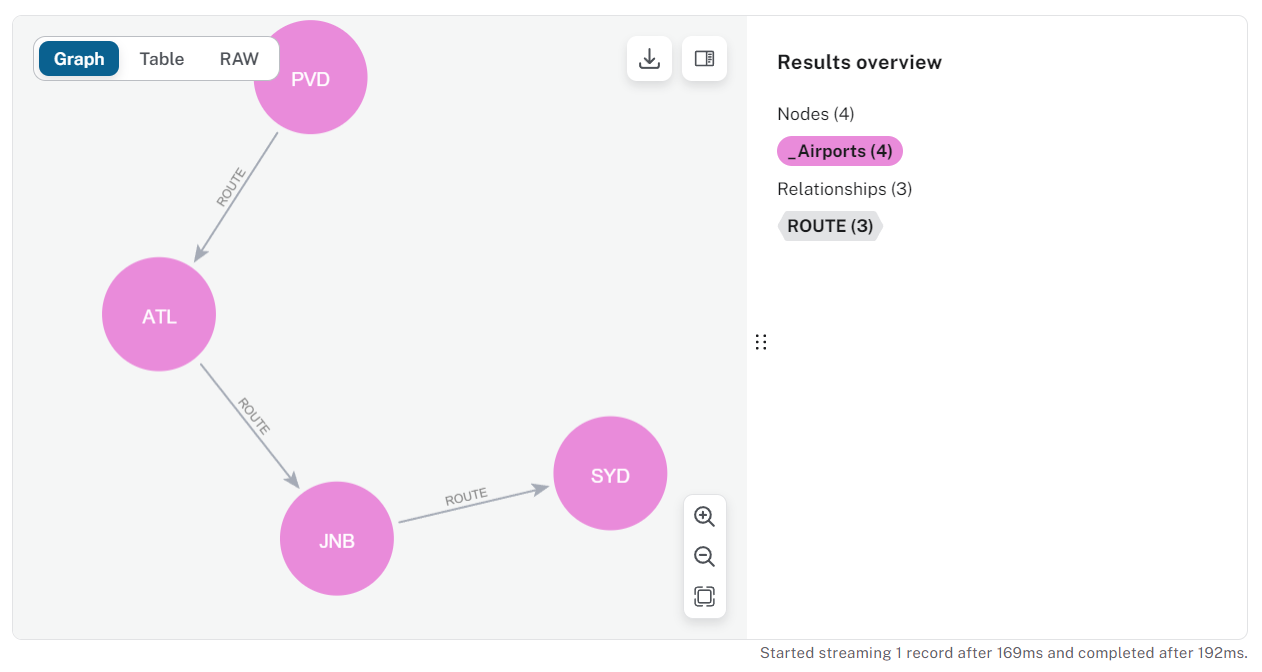 Graph Table RAW
PVD
ROUTE
ATL
ROUTE
JNB
ROUTE
SYD
Results overview
Nodes (4)
_Airports (4)
Relationships (3)
ROUTE (3)
Started streaming 1 record after 169ms and completed after 192ms.